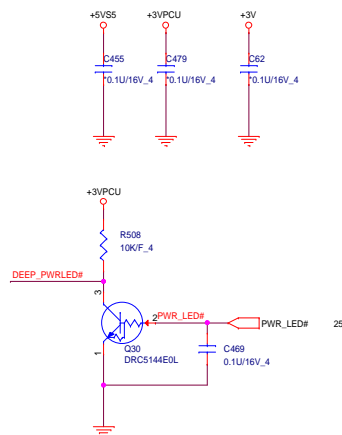 +5VS5 +3VPCU +3V
C455 C479 C62
*0.1U/16V_4 *0.1U/16V_4 *0.1U/16V_4
+3VPCU
R508
10K/F_4
DEEP_PWRLED#
3
2 PWR_LED#
PWR_LED# 25
1
Q30
DRC5144E0L
C469
0.1U/16V_4